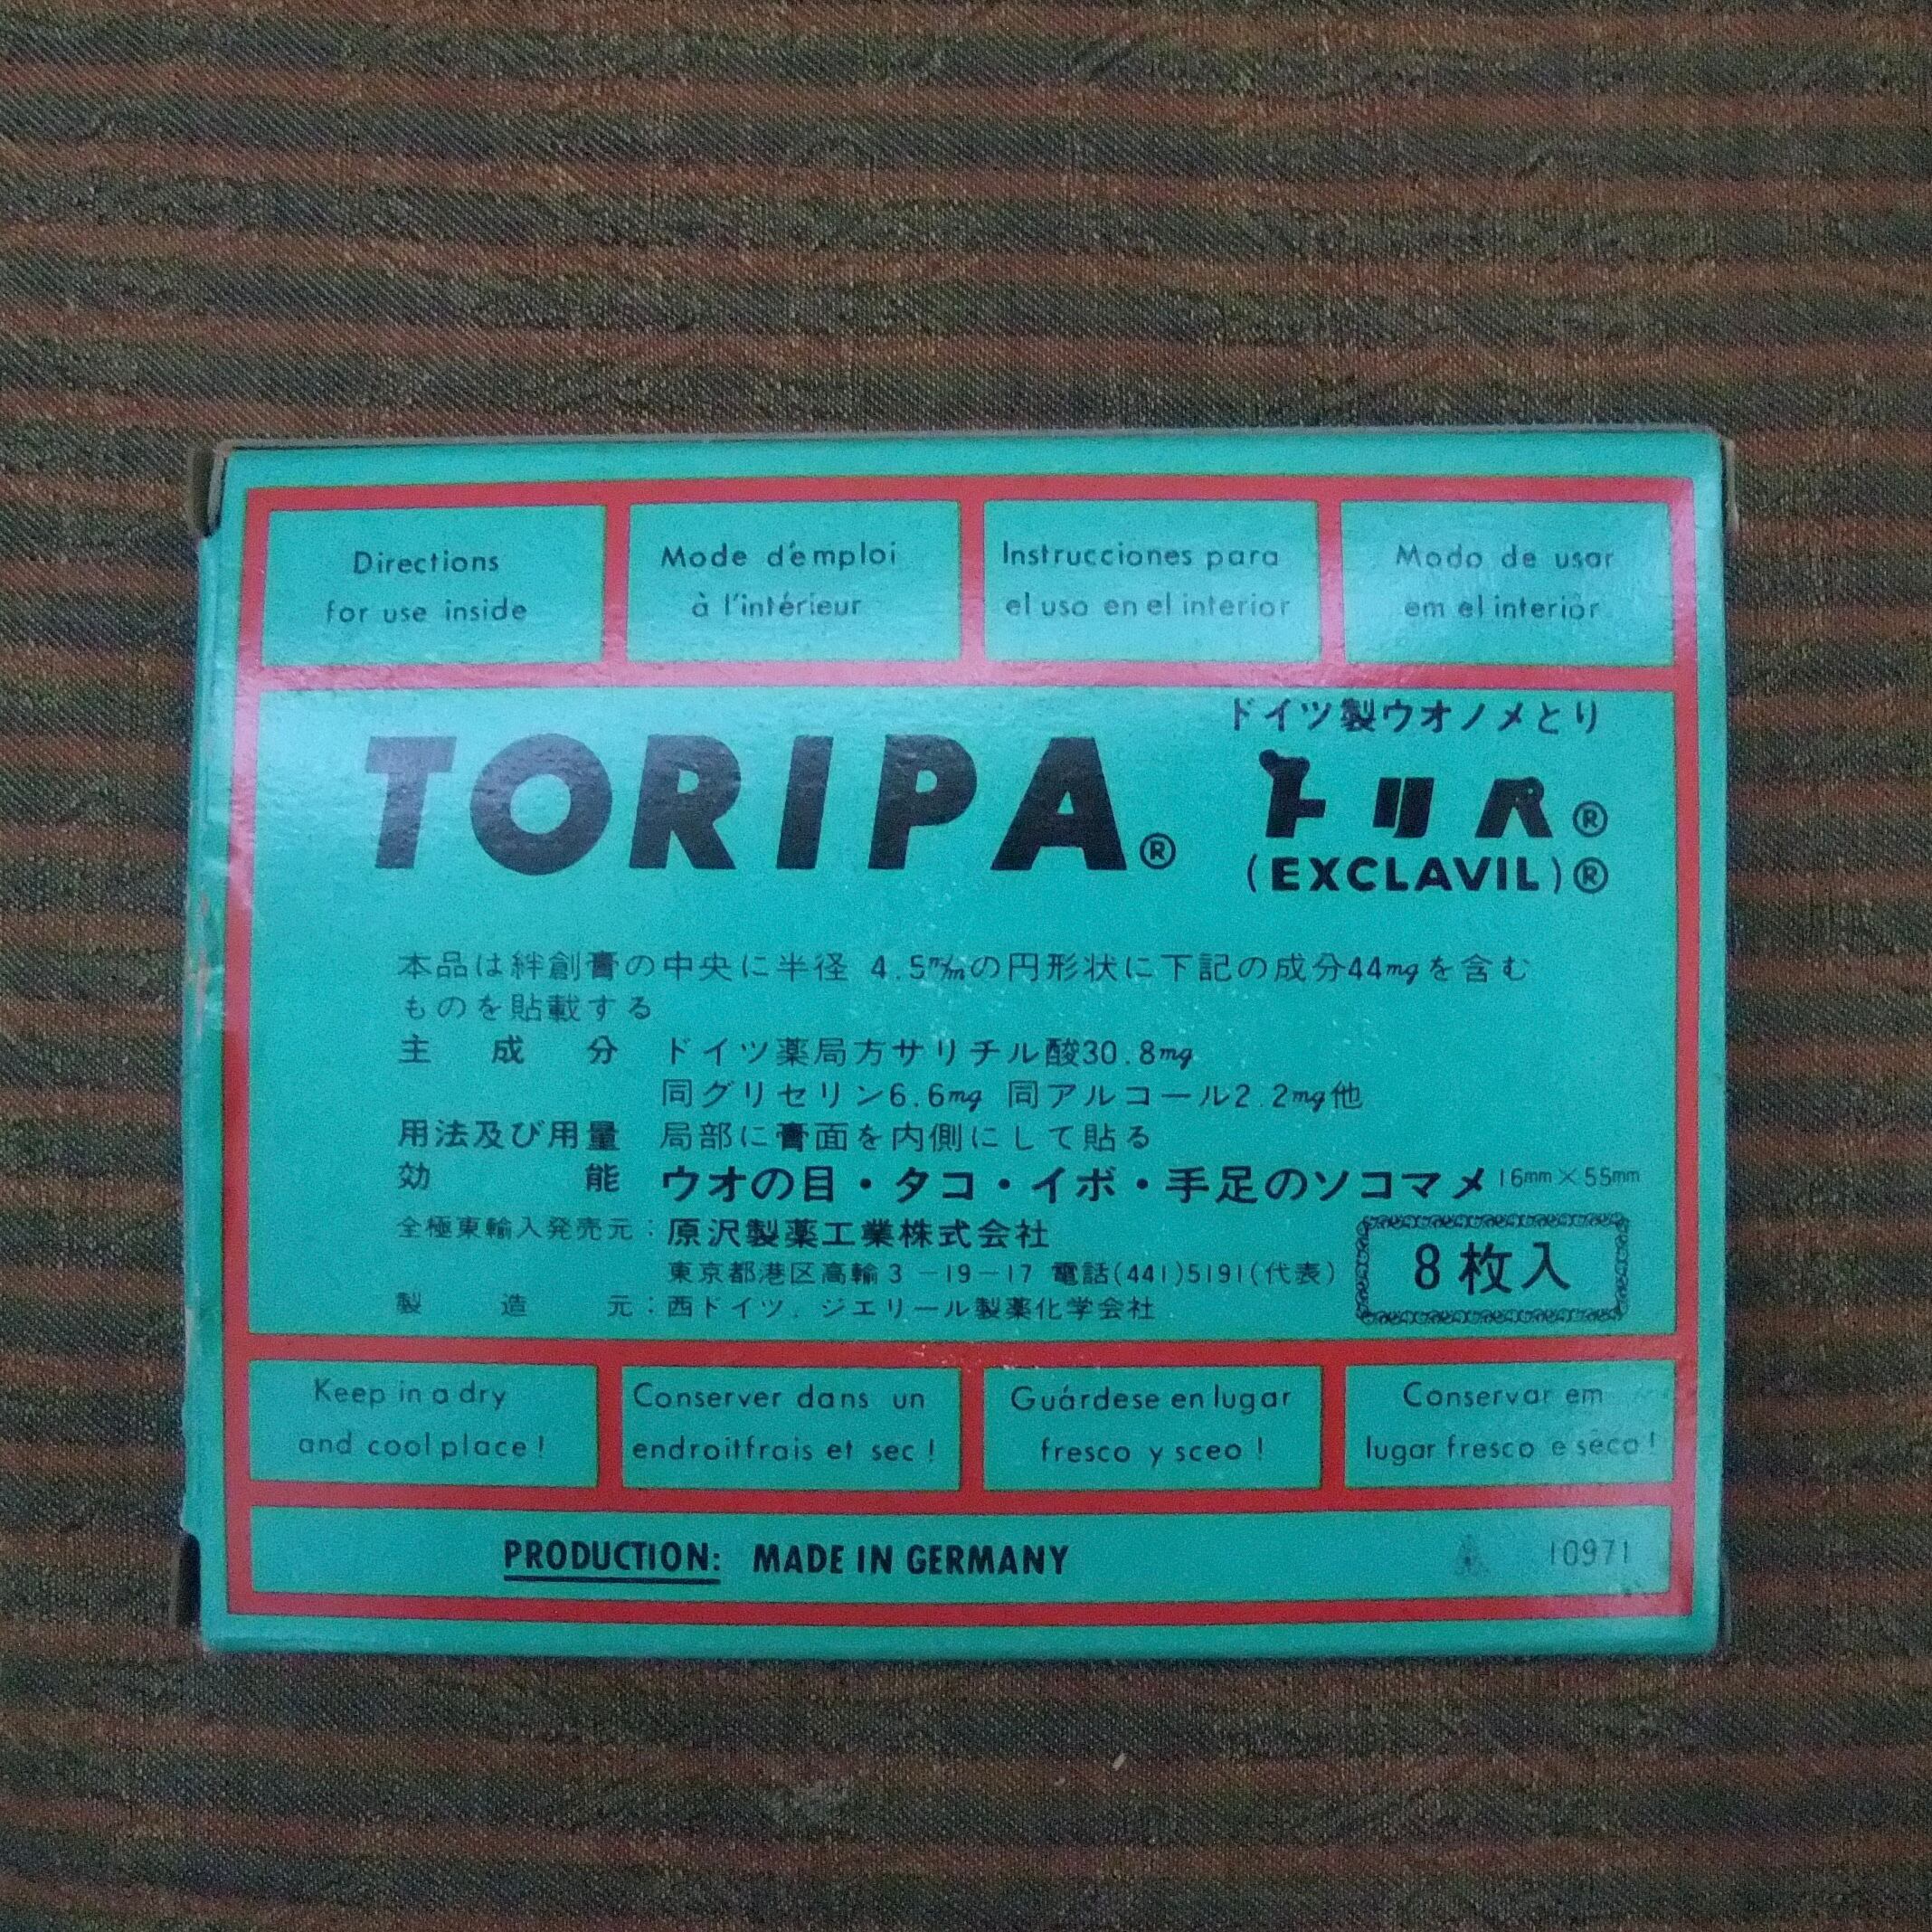 Directions
for use inside
Mode d'emploi
à l'intérieur
Instrucciones para
el uso en el interior
Modo de usar
em el interior
ドイツ製ウオノメとり
TORIPA®
トリパ®
(EXCLAVIL)®
本品は絆創膏の中央に半径 4.5m/mの円形状に下記の成分44mgを含む
ものを貼載する
主成分 ドイツ薬局方サリチル酸30.8mg
同グリセリン6.6mg 同アルコール2.2mg他
用法及び用量 局部に膏面を内側にして貼る
効能 ウオの目・タコ・イボ・手足のソコマメ 16mm×55mm
全極東輸入発売元：原沢製薬工業株式会社
東京都港区高輪3-19-17 電話(441)5191(代表)
製造元：西ドイツ．ジエリール製薬化学会社
8枚入
Keep in a dry
and cool place!
Conserver dans un
endroitfrais et sec!
Guárdese en lugar
fresco y sceo!
Conservar em
lugar fresco e seco!
PRODUCTION: MADE IN GERMANY
10971